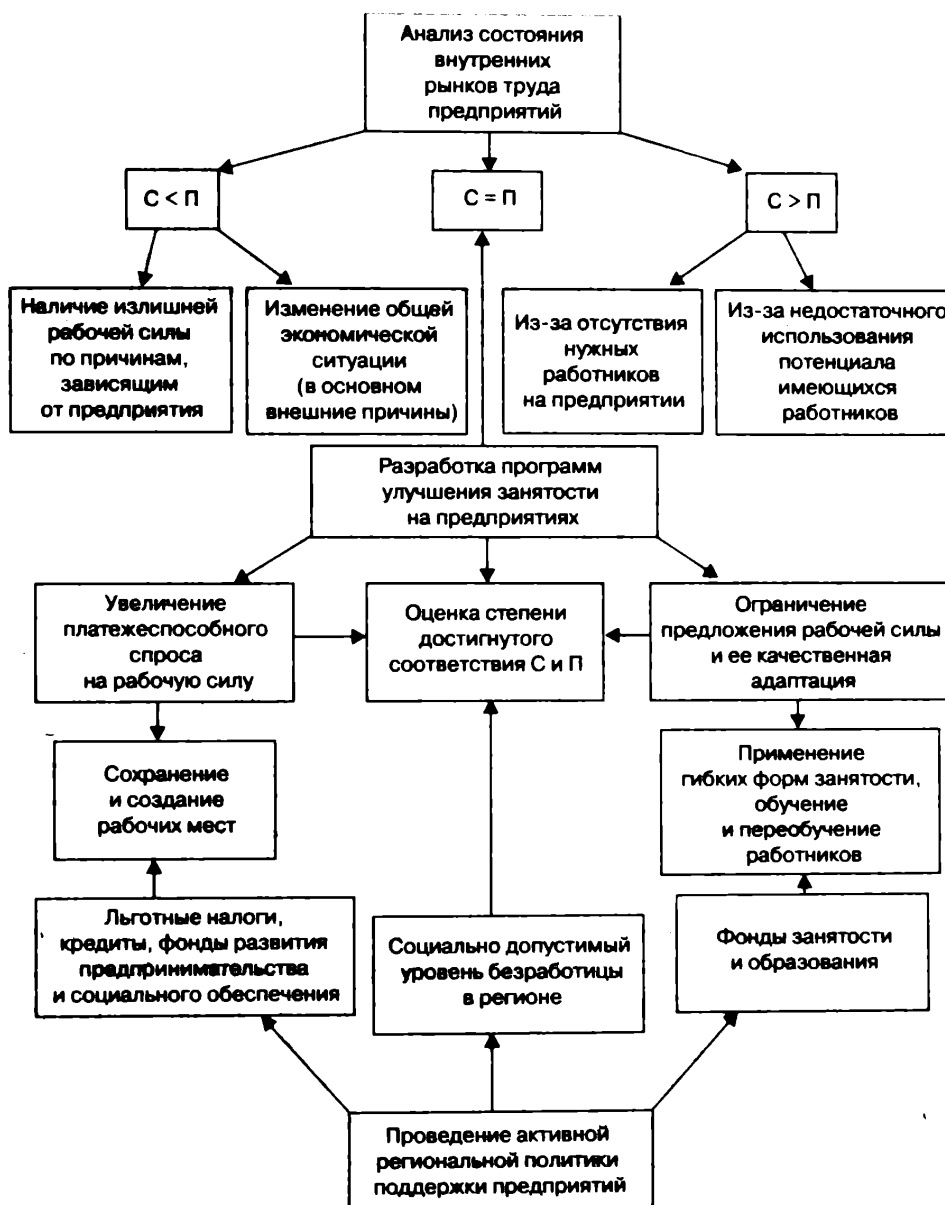 Анализ состояния
внутренних
рынков труда
предприятий
С < П
С = П
С > П
Наличие излишней
рабочей силы
по причинам,
зависящим
от предприятия
Изменение общей
экономической
ситуации
(в основном
внешние причины)
Из-за отсутствия
нужных
работников
на предприятии
Из-за недостаточного
использования
потенциала
имеющихся
работников
Разработка программ
улучшения занятости
на предприятиях
Увеличение
платежеспособного
спроса
на рабочую силу
Оценка степени
достигнутого
соответствия С и П
Ограничение
предложения рабочей силы
и ее качественная
адаптация
Сохранение
и создание
рабочих мест
Применение
гибких форм занятости,
обучение
и переобучение
работников
Льготные налоги,
кредиты, фонды развития
предпринимательства
и социального обеспечения
Социально допустимый
уровень безработицы
в регионе
Фонды занятости
и образования
Проведение активной
региональной политики
поддержки предприятий